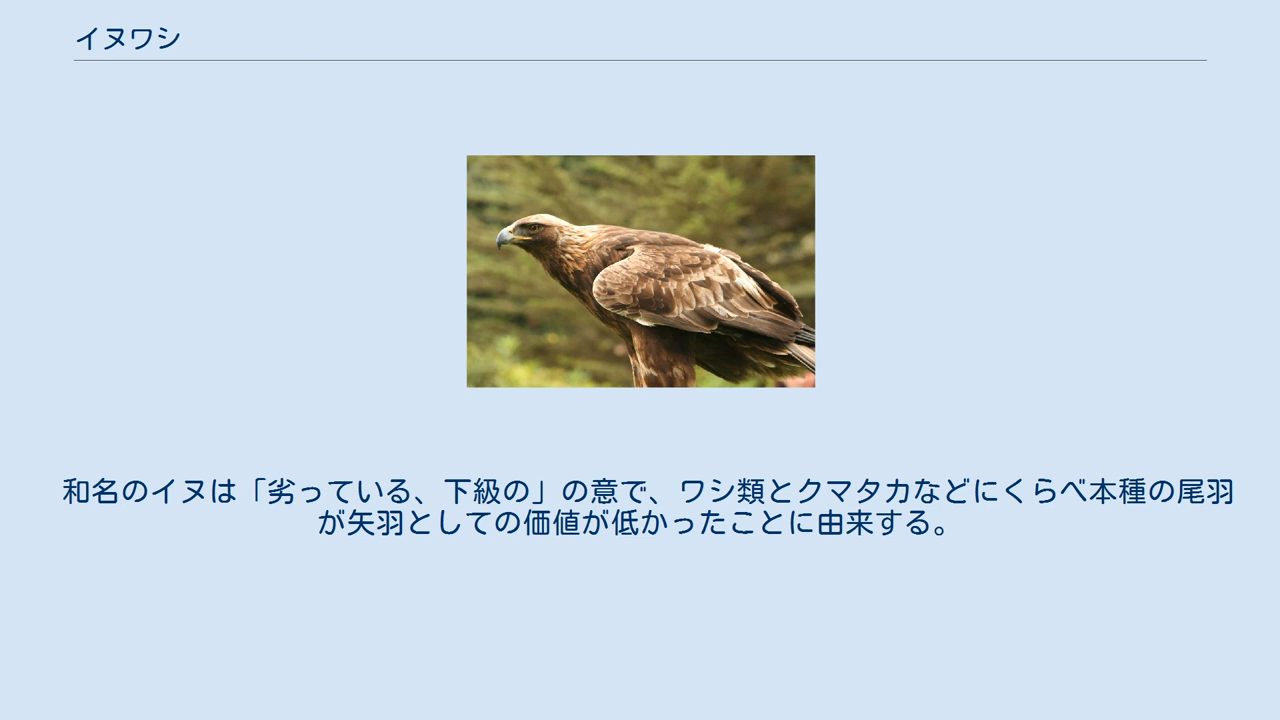 イヌワシ
和名のイヌは「劣っている、下級の」の意で、ワシ類とクマタカなどにくらべ本種の尾羽
が矢羽としての価値が低かったことに由来する。